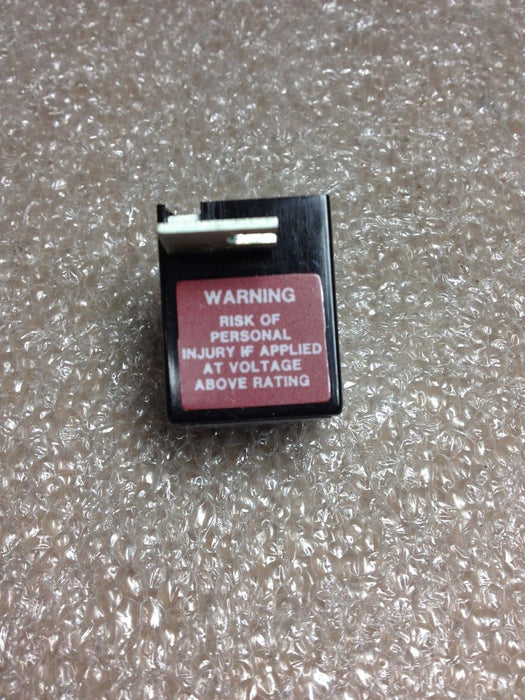 WARNING
RISK OF
PERSONAL
INJURY IF APPLIED
AT VOLTAGE
ABOVE RATING